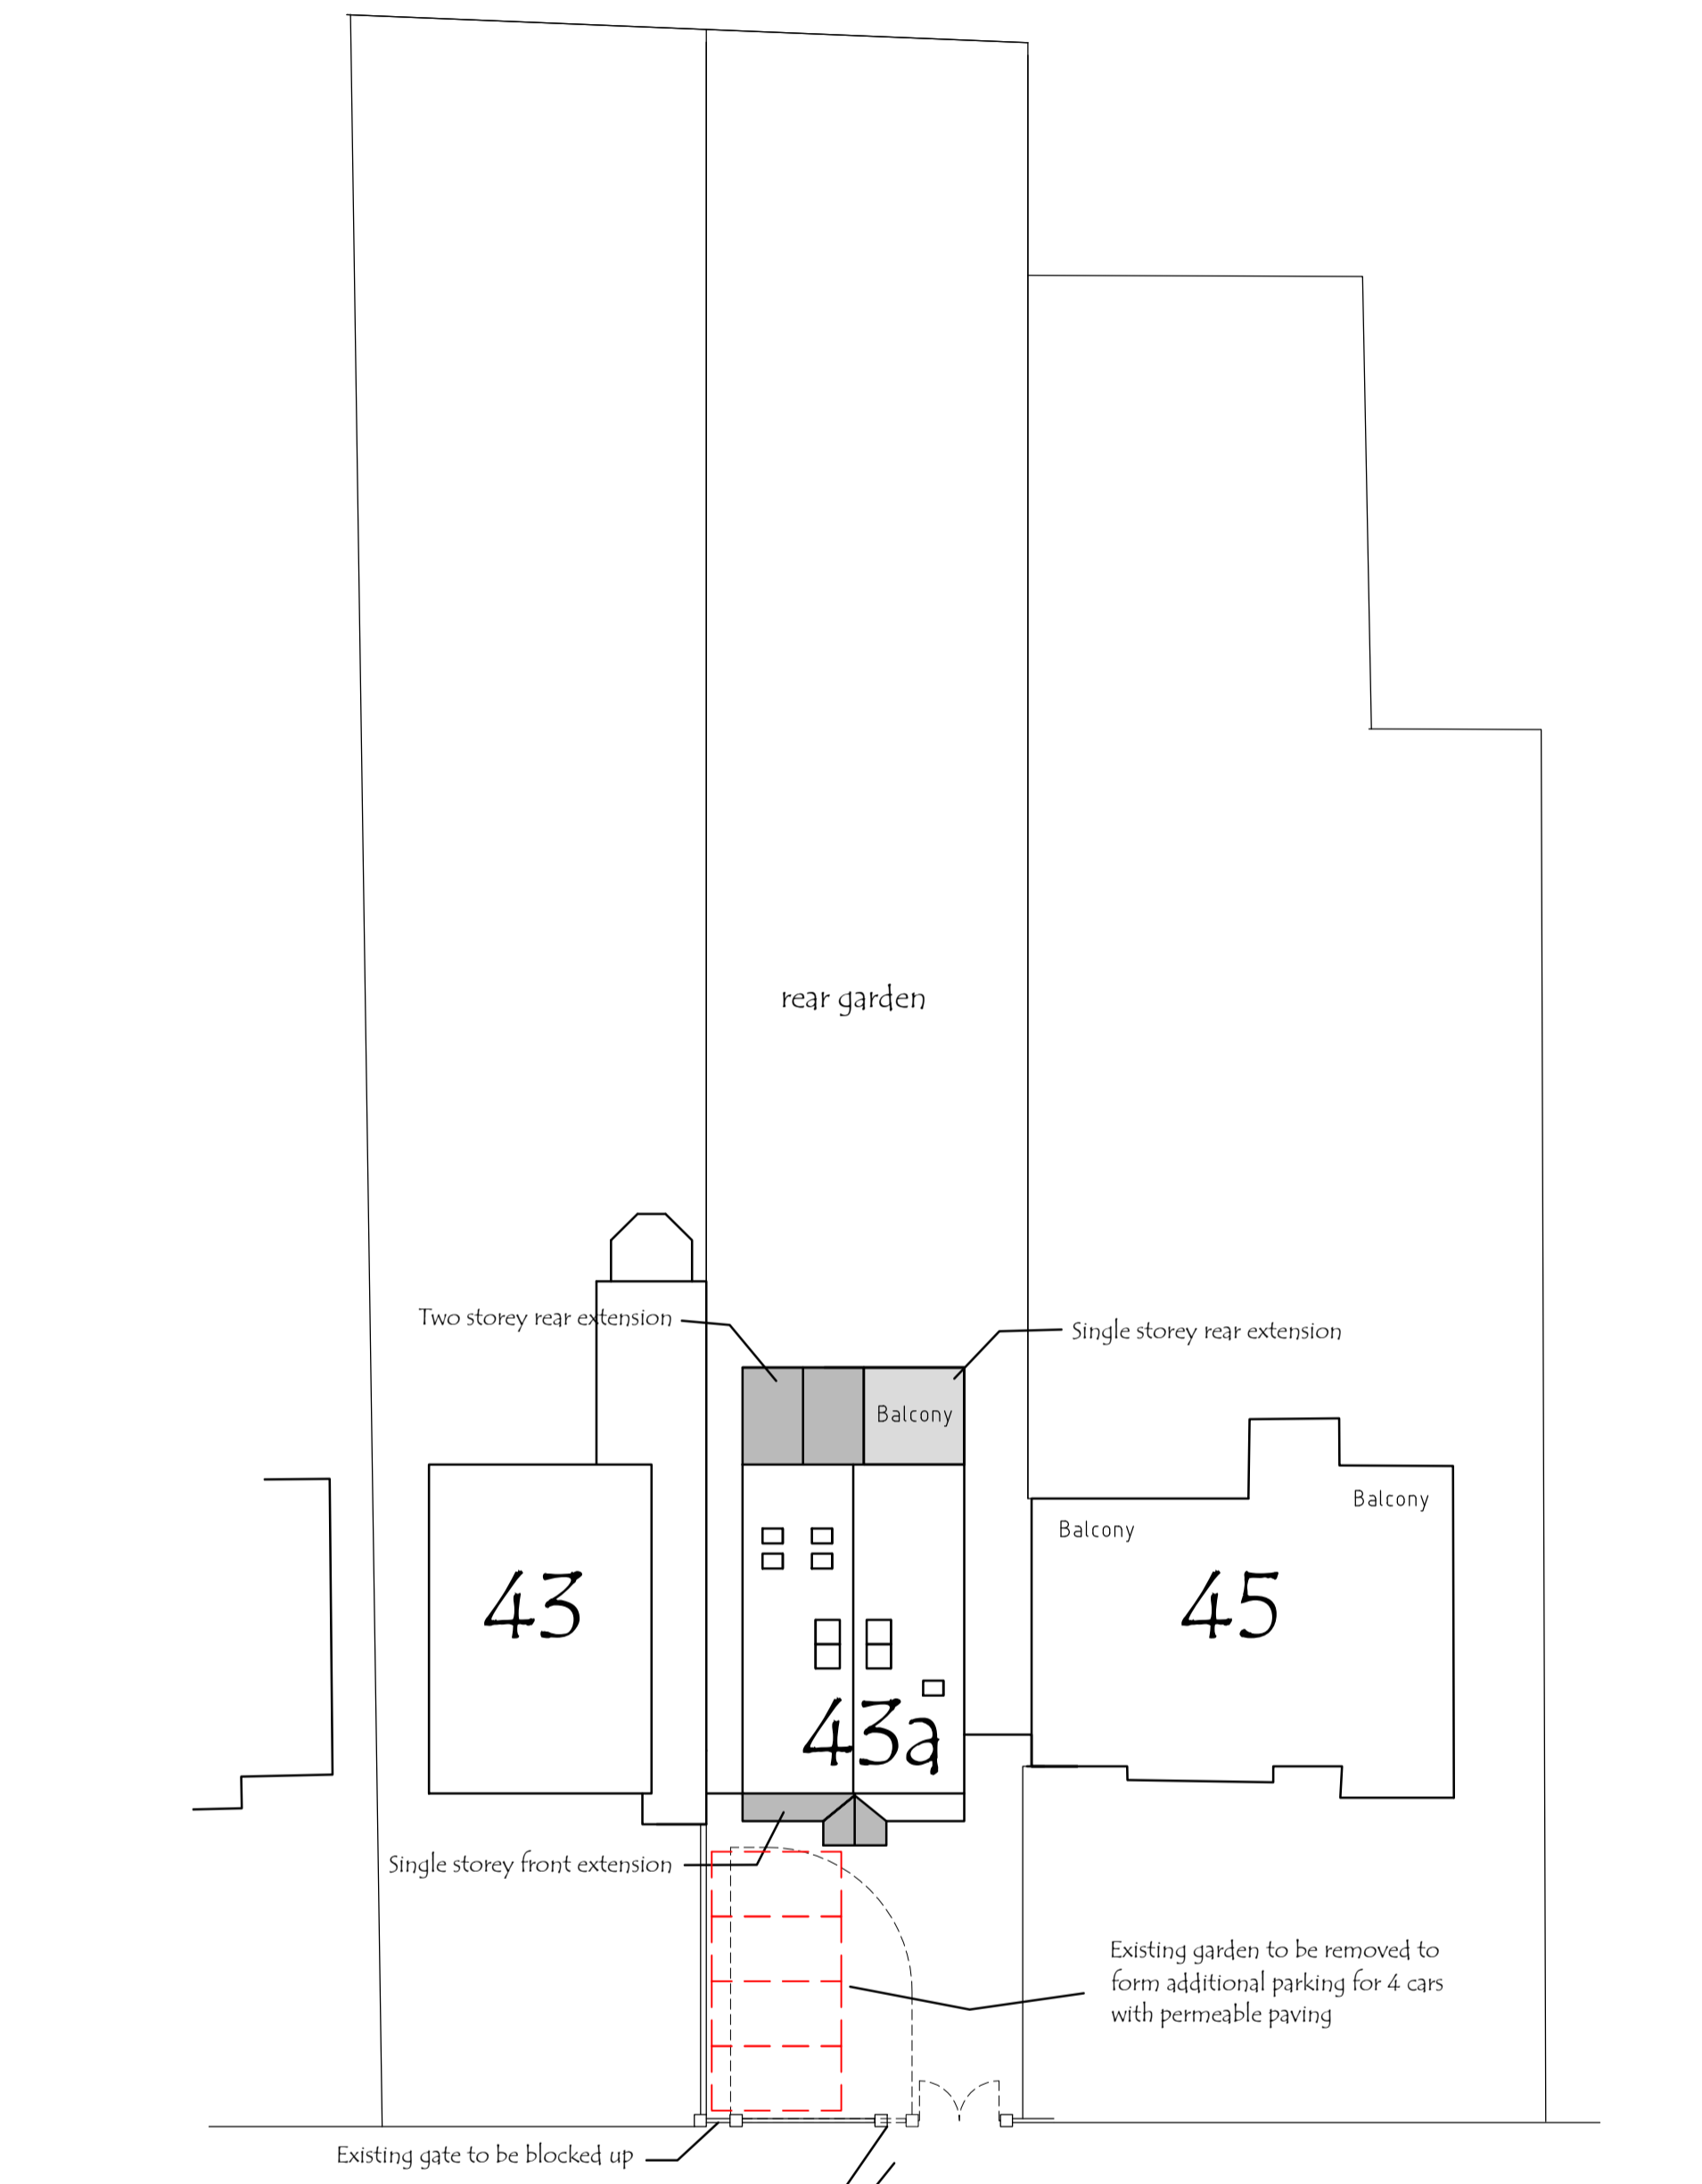 rear garden
Two storey rear extension
Single storey rear extension
Balcony
Balcony
Balcony
43
45
43a
Single storey front extension
Existing garden to be removed to
form additional parking for 4 cars
with permeable paving
Existing gate to be blocked up